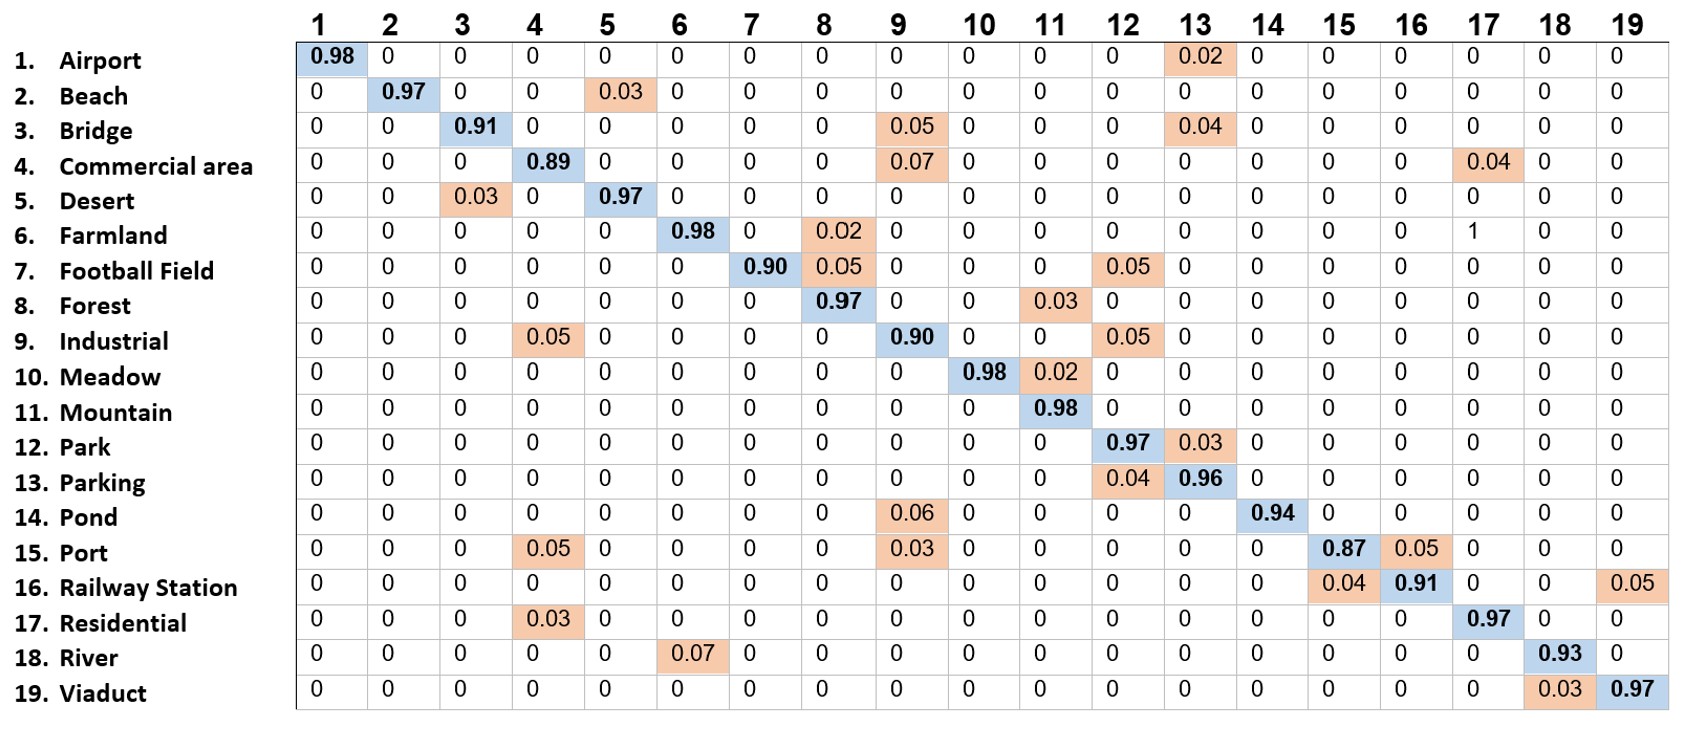 1 2 3 4 5 6 7 8 9 10 11 12 13 14 15 16 17 18 19
1. Airport 0.98 0 0 0 0 0 0 0 0 0 0 0 0.02 0 0 0 0 0 0
2. Beach 0 0.97 0 0 0.03 0 0 0 0 0 0 0 0 0 0 0 0 0 0
3. Bridge 0 0 0.91 0 0 0 0 0 0.05 0 0 0 0.04 0 0 0 0 0 0
4. Commercial area 0 0 0 0.89 0 0 0 0 0.07 0 0 0 0 0 0 0 0.04 0 0
5. Desert 0 0 0.03 0 0.97 0 0 0 0 0 0 0 0 0 0 0 0 0 0
6. Farmland 0 0 0 0 0 0.98 0 0.02 0 0 0 0 0 0 0 0 1 0 0
7. Football Field 0 0 0 0 0 0 0.90 0.05 0 0 0 0.05 0 0 0 0 0 0 0
8. Forest 0 0 0 0 0 0 0 0.97 0 0 0.03 0 0 0 0 0 0 0 0
9. Industrial 0 0 0 0.05 0 0 0 0 0.90 0 0 0.05 0 0 0 0 0 0 0
10. Meadow 0 0 0 0 0 0 0 0 0 0.98 0.02 0 0 0 0 0 0 0 0
11. Mountain 0 0 0 0 0 0 0 0 0 0 0.98 0 0 0 0 0 0 0 0
12. Park 0 0 0 0 0 0 0 0 0 0 0 0.97 0.03 0 0 0 0 0 0
13. Parking 0 0 0 0 0 0 0 0 0 0 0 0.04 0.96 0 0 0 0 0 0
14. Pond 0 0 0 0 0 0 0 0 0.06 0 0 0 0 0.94 0 0 0 0 0
15. Port 0 0 0 0.05 0 0 0 0 0.03 0 0 0 0 0 0.87 0.05 0 0 0
16. Railway Station 0 0 0 0 0 0 0 0 0 0 0 0 0 0 0.04 0.91 0 0 0.05
17. Residential 0 0 0 0.03 0 0 0 0 0 0 0 0 0 0 0 0 0.97 0 0
18. River 0 0 0 0 0 0.07 0 0 0 0 0 0 0 0 0 0 0 0.93 0
19. Viaduct 0 0 0 0 0 0 0 0 0 0 0 0 0 0 0 0 0 0.03 0.97